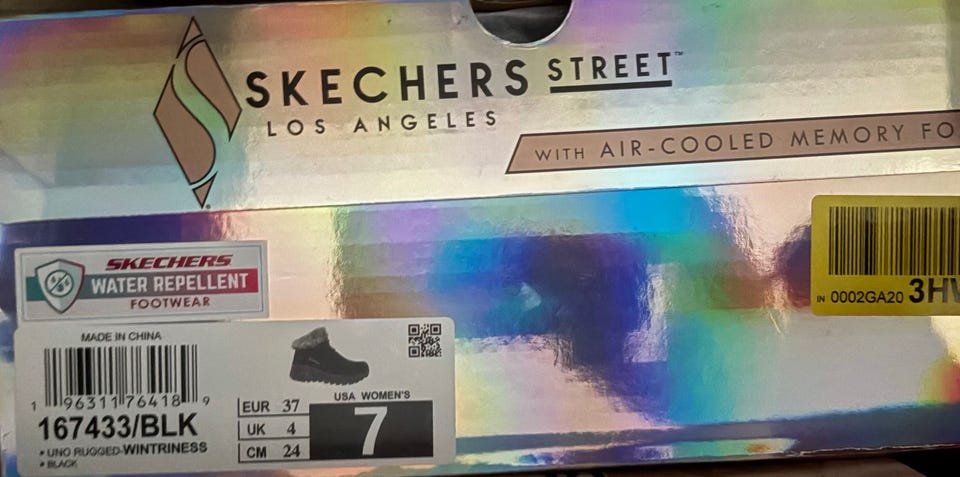 SKECHERS STREET™
LOS ANGELES
WITH AIR-COOLED MEMORY FO
SKECHERS
WATER REPELLENT
FOOTWEAR
IN 0002GA20 3H
MADE IN CHINA
1 96311 76418 9
167433/BLK
• UNO RUGGED-WINTRINESS
• BLACK
EUR 37
UK 4
CM 24
USA WOMEN'S
7